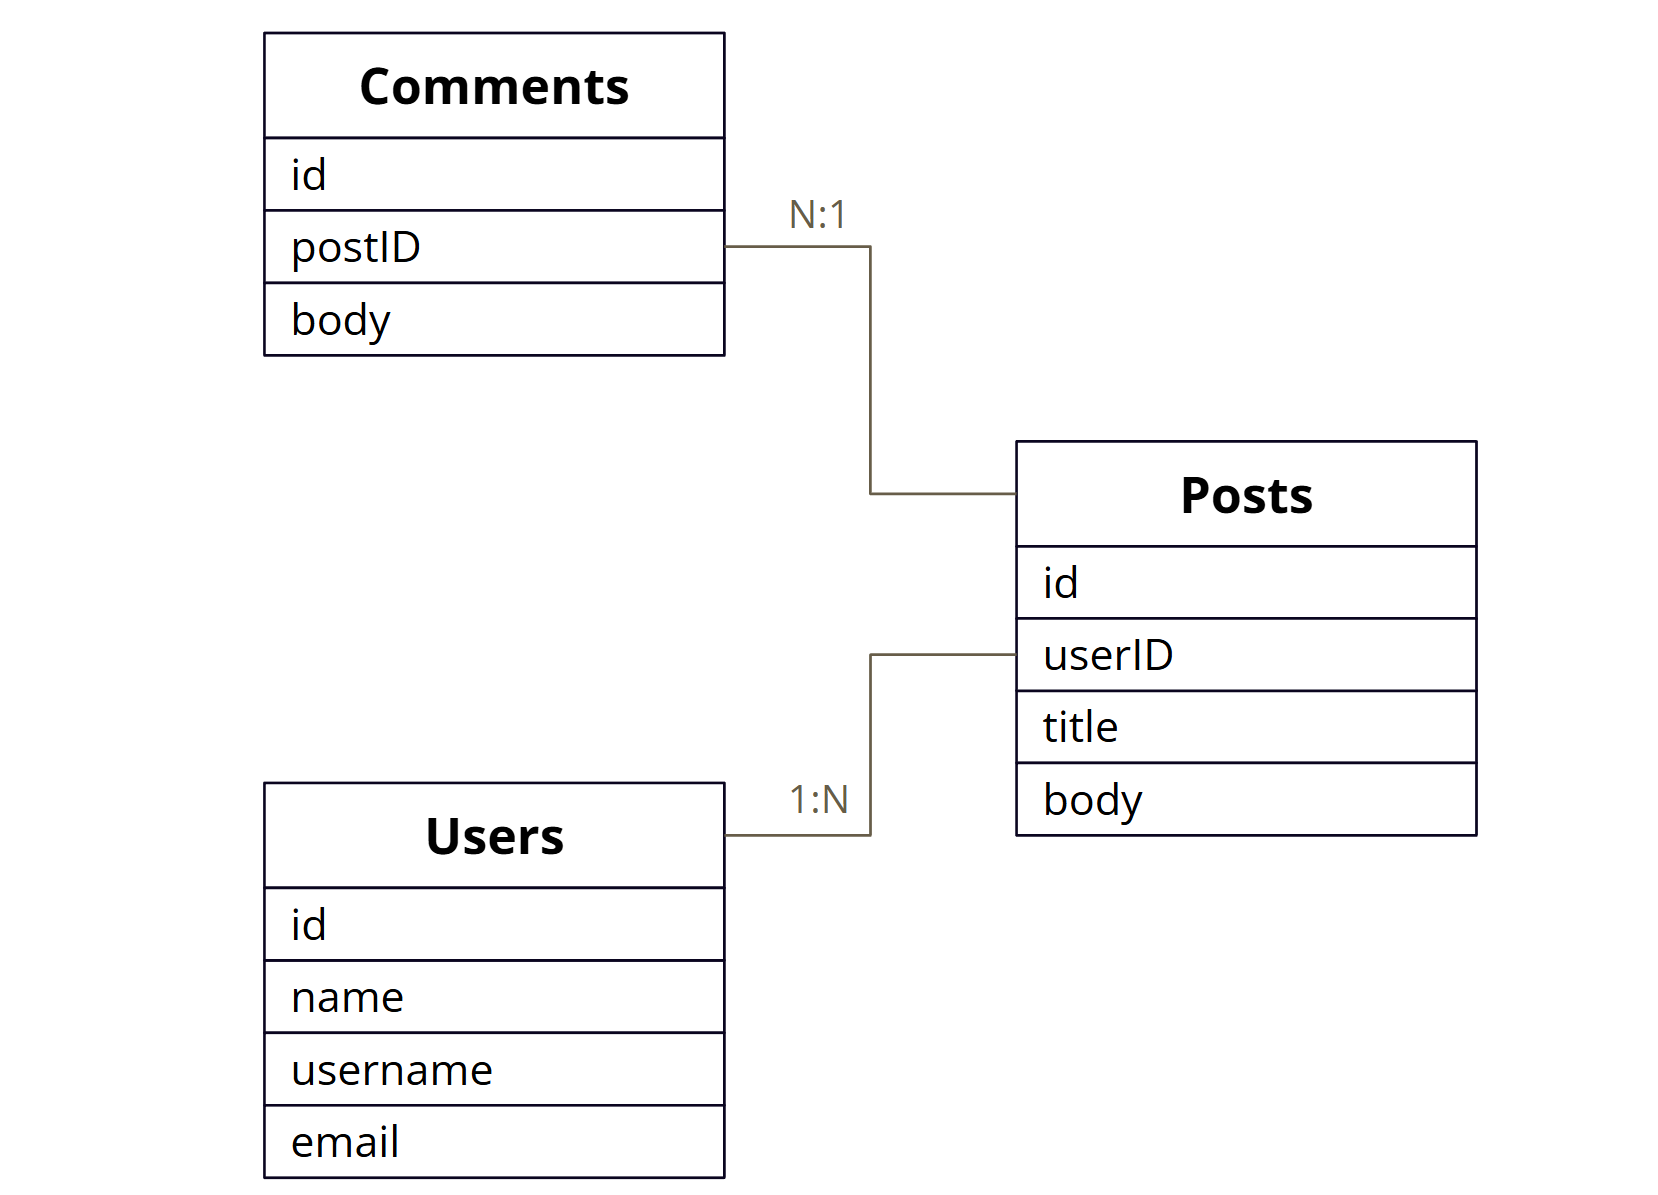 Comments
id
postID
body
N:1
Posts
id
userID
title
body
1:N
Users
id
name
username
email